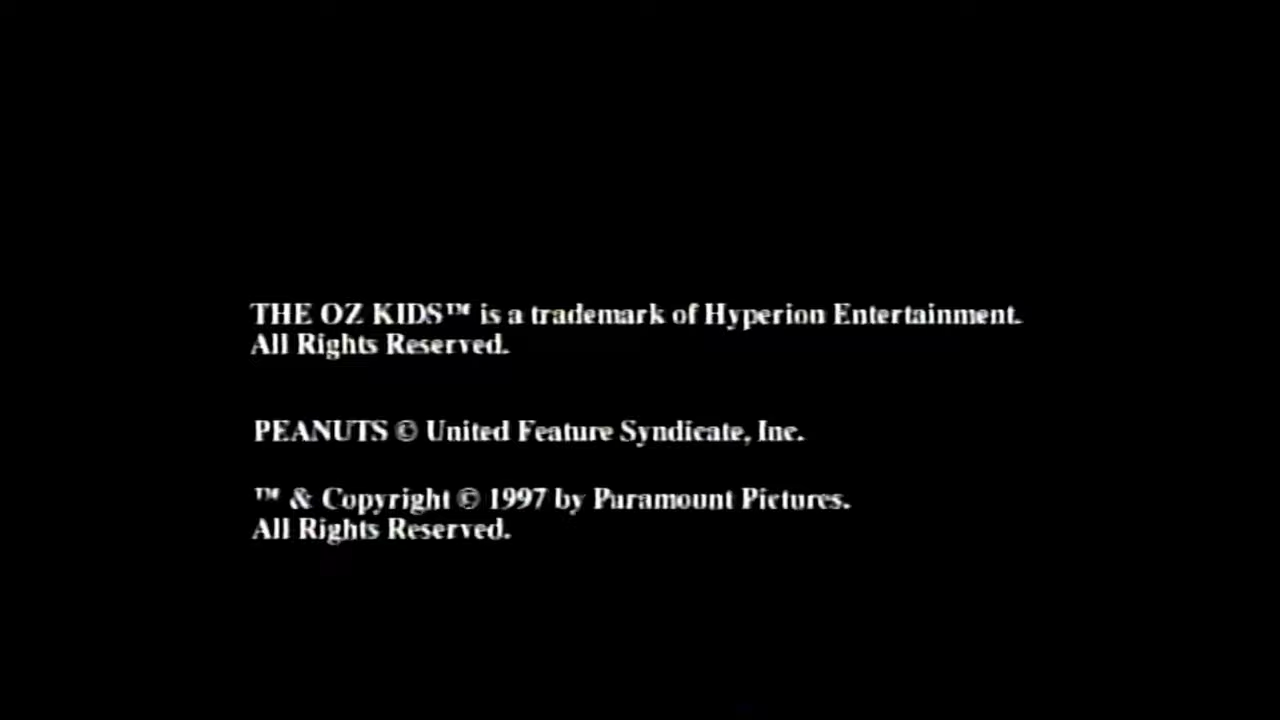 THE OZ KIDS™ is a trademark of Hyperion Entertainment.
All Rights Reserved.
PEANUTS © United Feature Syndicate, Inc.
™ & Copyright © 1997 by Paramount Pictures.
All Rights Reserved.